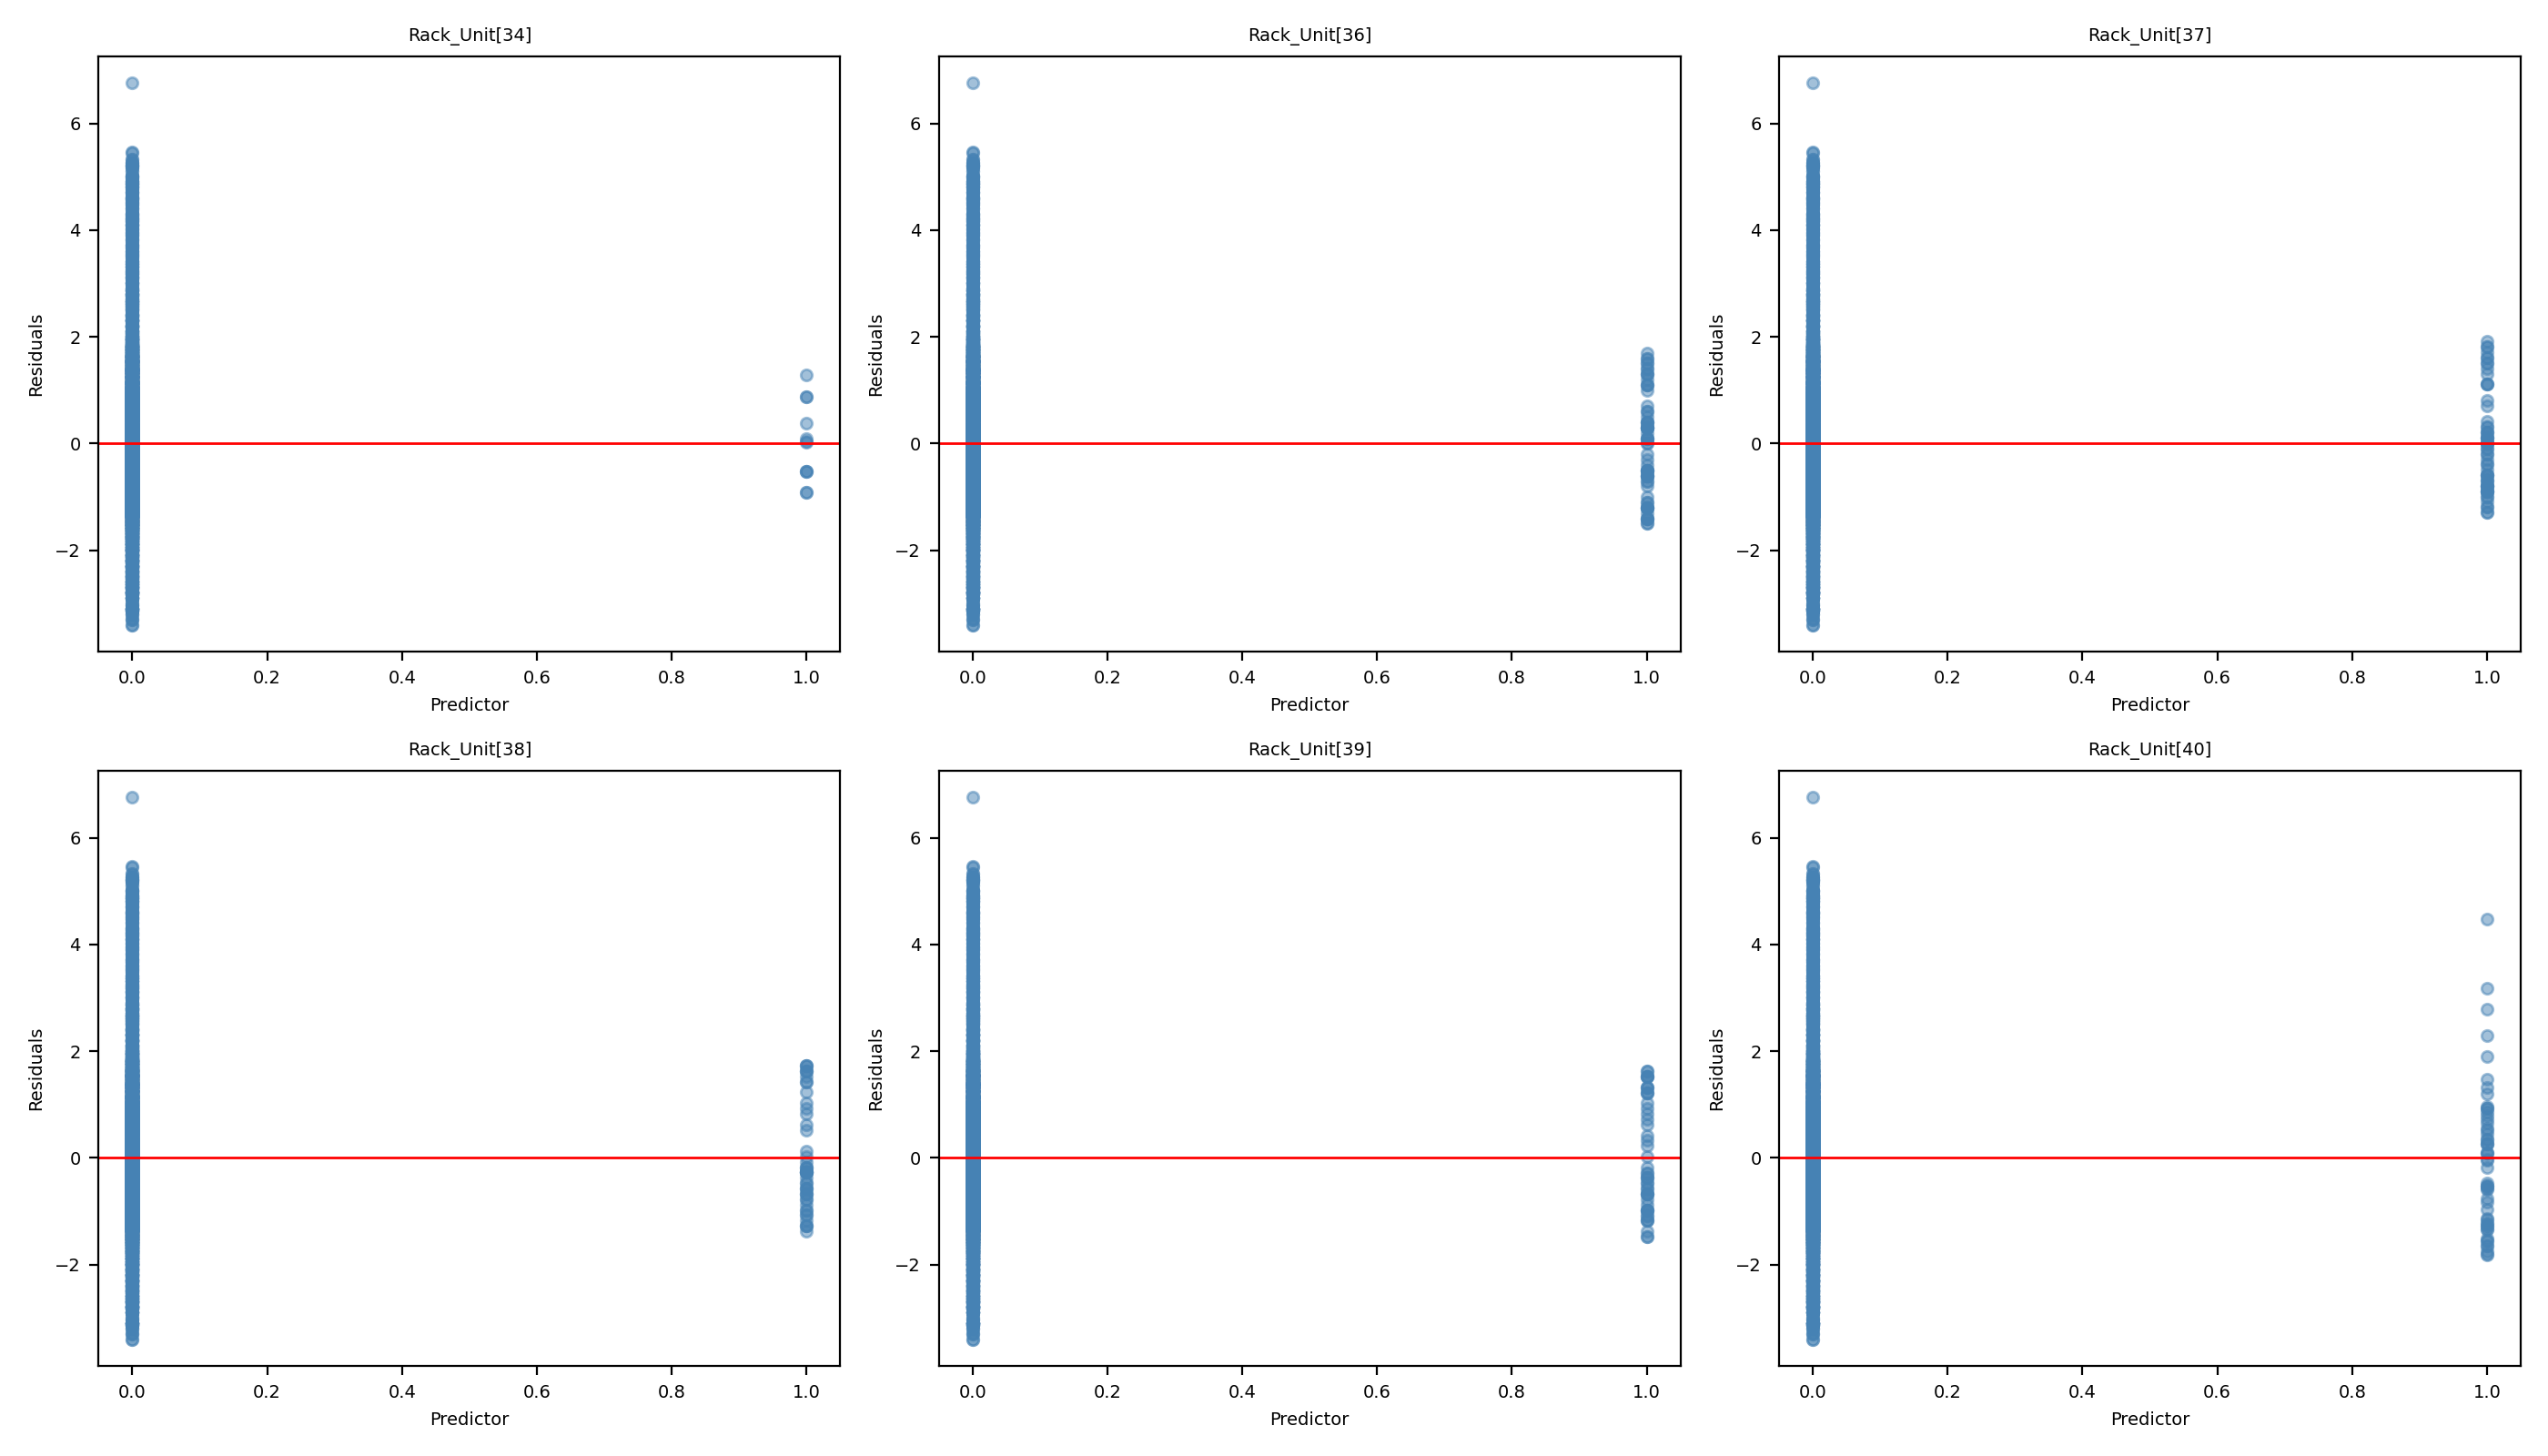 Rack_Unit[34] Rack_Unit[36] Rack_Unit[37]
6 6 6
4 4 4
2 2 2
0 0 0
−2 −2 −2
Residuals Residuals Residuals
0.0 0.2 0.4 0.6 0.8 1.0 0.0 0.2 0.4 0.6 0.8 1.0 0.0 0.2 0.4 0.6 0.8 1.0
Predictor Predictor Predictor
Rack_Unit[38] Rack_Unit[39] Rack_Unit[40]
6 6 6
4 4 4
2 2 2
0 0 0
−2 −2 −2
Residuals Residuals Residuals
0.0 0.2 0.4 0.6 0.8 1.0 0.0 0.2 0.4 0.6 0.8 1.0 0.0 0.2 0.4 0.6 0.8 1.0
Predictor Predictor Predictor